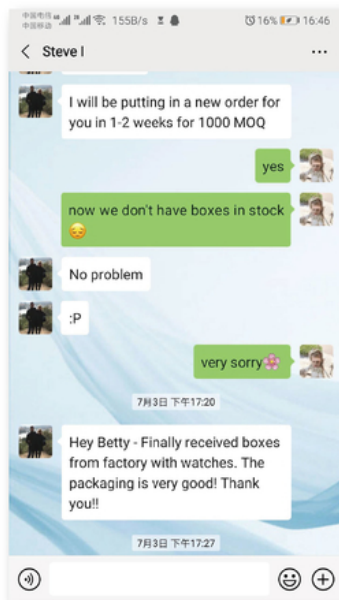 中国电信
中国移动
155B/s
16% 16:46
Steve I
I will be putting in a new order for
you in 1-2 weeks for 1000 MOQ
yes
now we don't have boxes in stock
😔
No problem
:P
very sorry🌸
7月3日 下午17:20
Hey Betty - Finally received boxes
from factory with watches. The
packaging is very good! Thank
you!!
7月3日 下午17:27